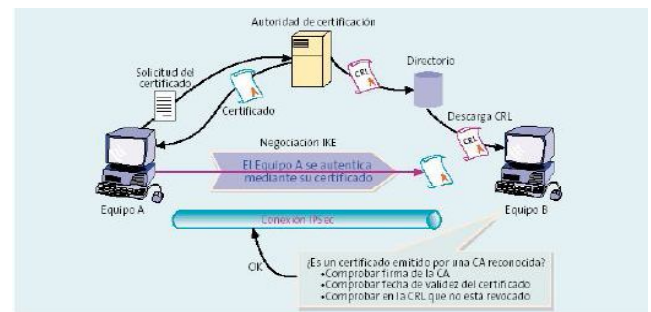 Autoridad de certificación
Solicitud del
certificado
Certificado
CRL
A
Directorio
Descarga CRL
CRL
A
Negociación IKE
El Equipo A se autentica
mediante su certificado
Equipo A
Equipo B
Conexión IPSec
OK
¿Es un certificado emitido por una CA reconocida?
•Comprobar firma de la CA
•Comprobar fecha de validez del certificado
•Comprobar en la CRL que no está revocado